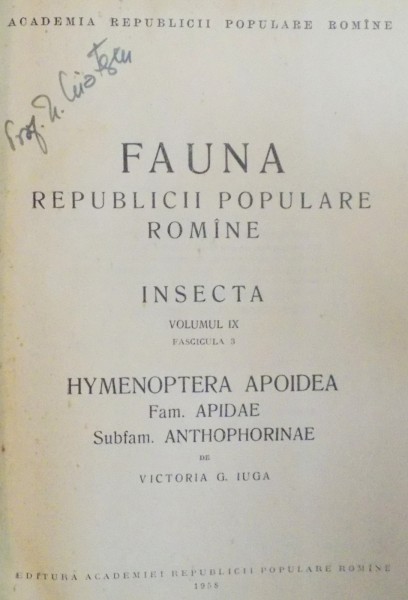 ACADEMIA REPUBLICII POPULARE ROMÎNE
Prof. N.
FAUNA
REPUBLICII POPULARE
ROMÎNE
INSECTA
VOLUMUL IX
FASCICULA 3
HYMENOPTERA APOIDEA
Fam. APIDAE
Subfam. ANTHOPHORINAE
DE
VICTORIA G. IUGA
EDITURA ACADEMIEI REPUBLICII POPULARE ROMÎNE
1958